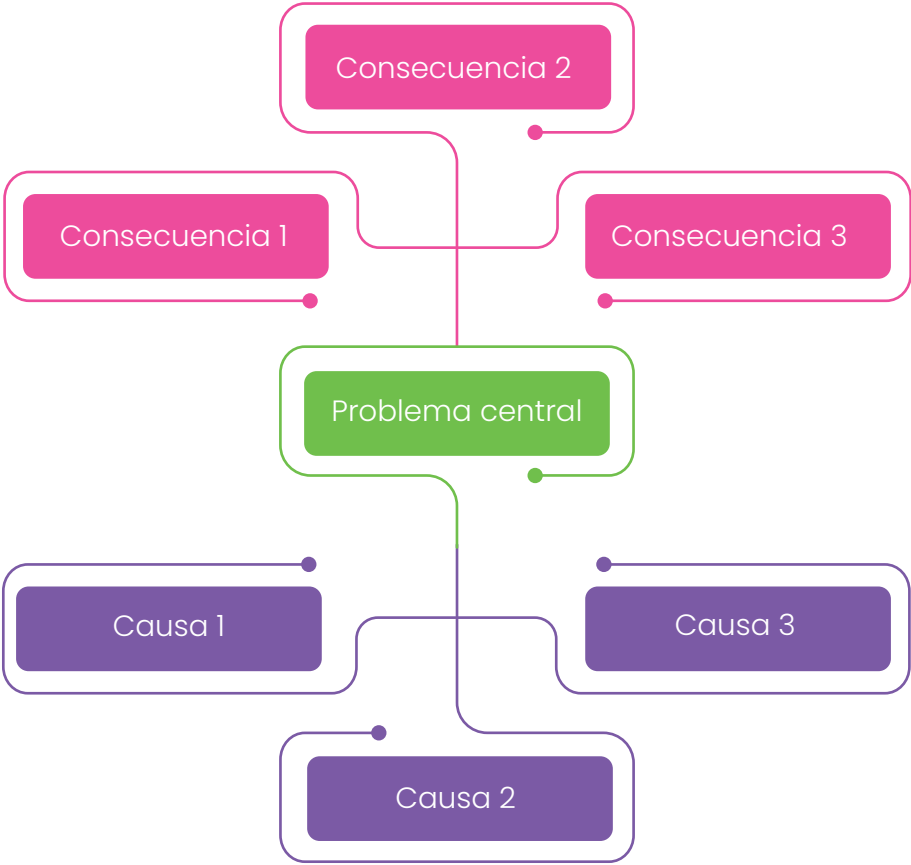 Consecuencia 2
Consecuencia 1
Consecuencia 3
Problema central
Causa 1
Causa 3
Causa 2